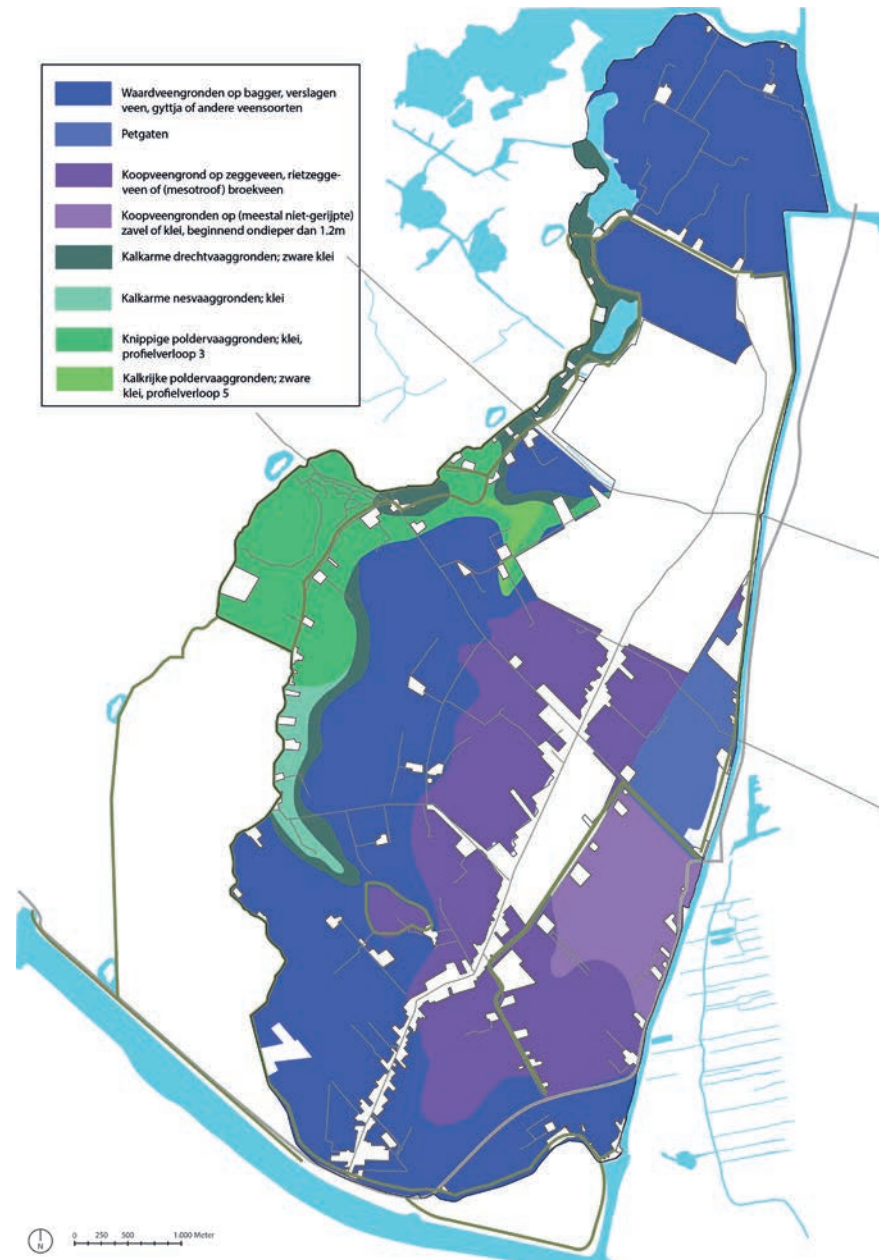 Waardveengronden op bagger, verslagen
veen, gyttja of andere veensoorten
Petgaten
Koopveengrond op zeggeveen, rietzegge-
veen of (mesotroof) broekveen
Koopveengronden op (meestal niet-gerijpte)
zavel of klei, beginnend ondieper dan 1.2m
Kalkarme drechtvaaggronden; zware klei
Kalkarme nesvaaggronden; klei
Knippige poldervaaggronden; klei,
profielverloop 3
Kalkrijke poldervaaggronden; zware
klei, profielverloop 5
N
0 250 500 1.000 Meter